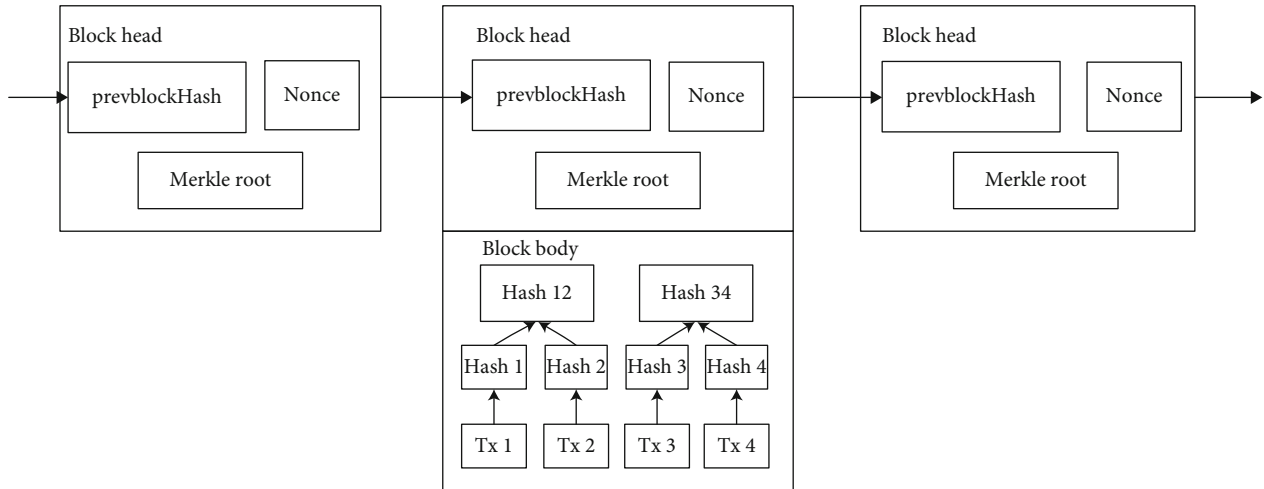 Block head
prevblockHash
Nonce
Merkle root
Block head
prevblockHash
Nonce
Merkle root
Block head
prevblockHash
Nonce
Merkle root
Block body
Hash 12
Hash 34
Hash 1
Hash 2
Hash 3
Hash 4
Tx 1
Tx 2
Tx 3
Tx 4